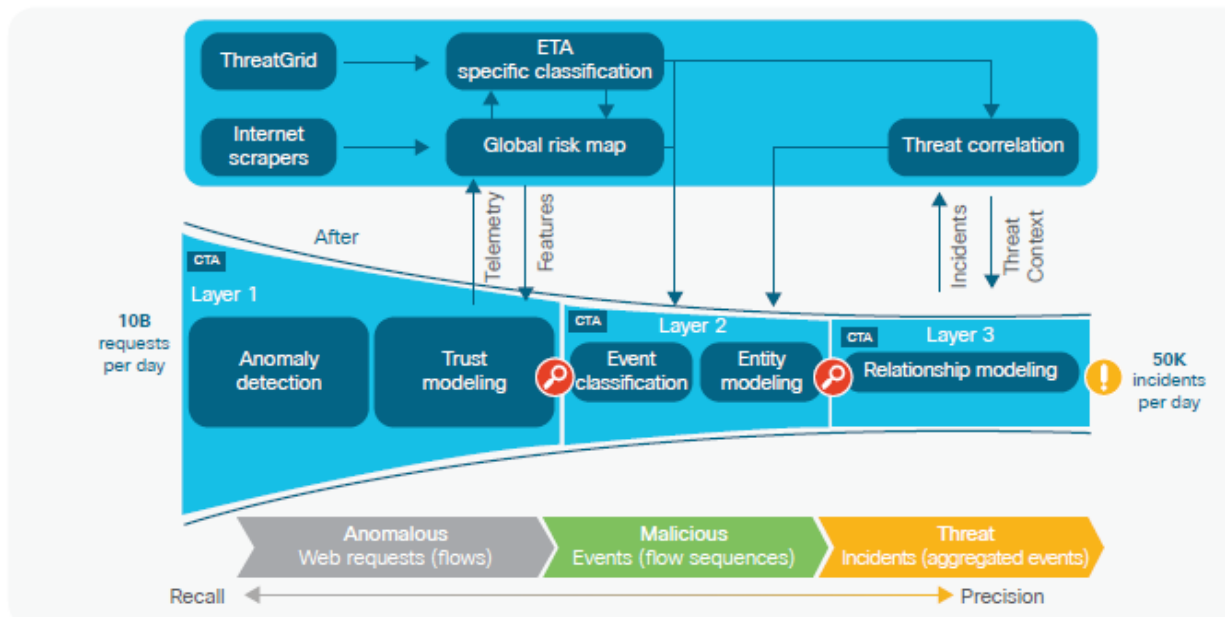 ThreatGrid
ETA
specific classification
Internet
scrapers
Global risk map
Threat correlation
After
Telemetry
Features
Incidents
Threat
Context
CTA
Layer 1
10B
requests
per day
Anomaly
detection
Trust
modeling
CTA
Layer 2
Event
classification
Entity
modeling
CTA
Layer 3
Relationship modeling
50K
incidents
per day
Anomalous
Web requests (flows)
Malicious
Events (flow sequences)
Threat
Incidents (aggregated events)
Recall
Precision